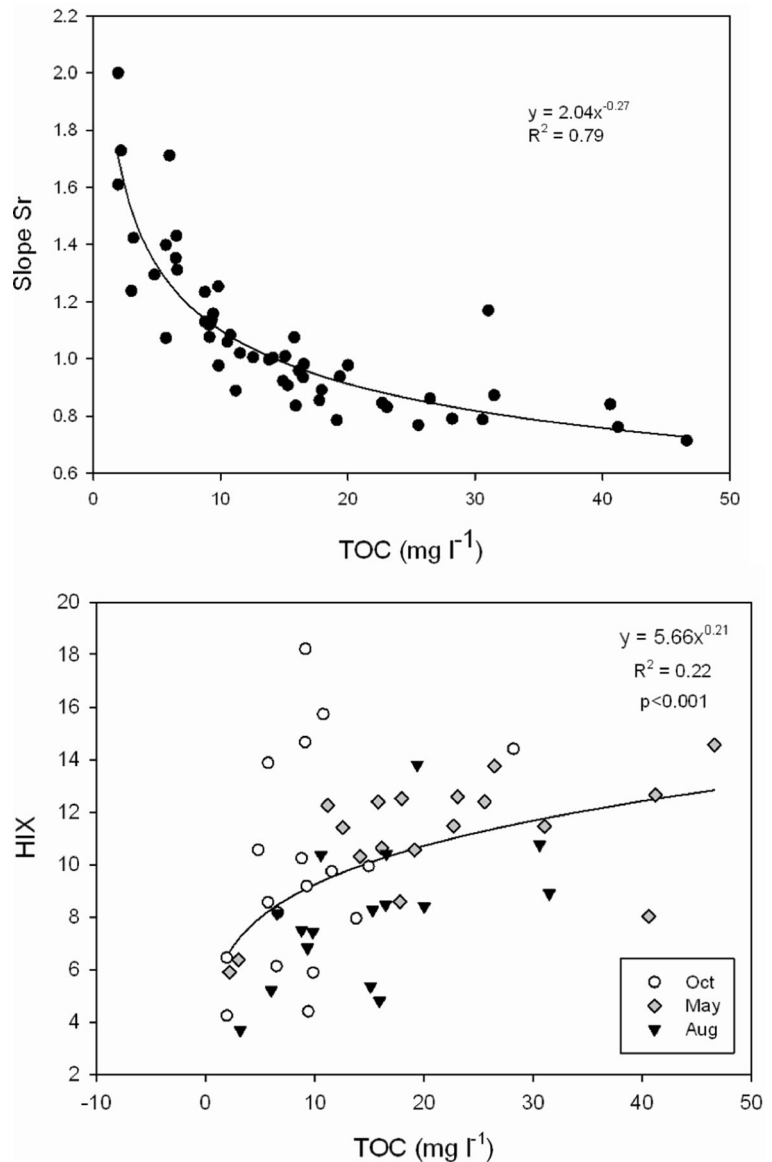 2.2
2.0
1.8
1.6
1.4
1.2
1.0
0.8
0.6
Slope Sr
y = 2.04x^-0.27
R² = 0.79
0 10 20 30 40 50
TOC (mg l⁻¹)
20
18
16
14
12
10
8
6
4
2
HIX
y = 5.66x^0.21
R² = 0.22
p<0.001
Oct
May
Aug
-10 0 10 20 30 40 50
TOC (mg l⁻¹)